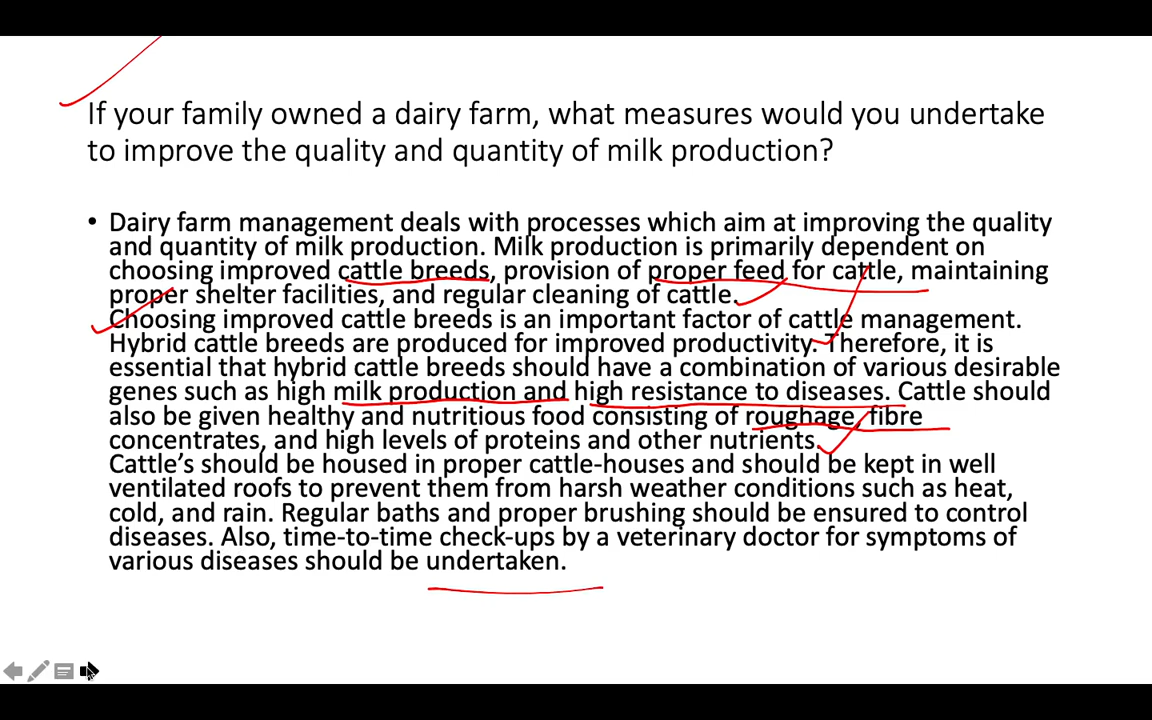 If your family owned a dairy farm, what measures would you undertake
to improve the quality and quantity of milk production?
• Dairy farm management deals with processes which aim at improving the quality
and quantity of milk production. Milk production is primarily dependent on
choosing improved cattle breeds, provision of proper feed for cattle, maintaining
proper shelter facilities, and regular cleaning of cattle.
Choosing improved cattle breeds is an important factor of cattle management.
Hybrid cattle breeds are produced for improved productivity. Therefore, it is
essential that hybrid cattle breeds should have a combination of various desirable
genes such as high milk production and high resistance to diseases. Cattle should
also be given healthy and nutritious food consisting of roughage, fibre
concentrates, and high levels of proteins and other nutrients.
Cattle’s should be housed in proper cattle-houses and should be kept in well
ventilated roofs to prevent them from harsh weather conditions such as heat,
cold, and rain. Regular baths and proper brushing should be ensured to control
diseases. Also, time-to-time check-ups by a veterinary doctor for symptoms of
various diseases should be undertaken.